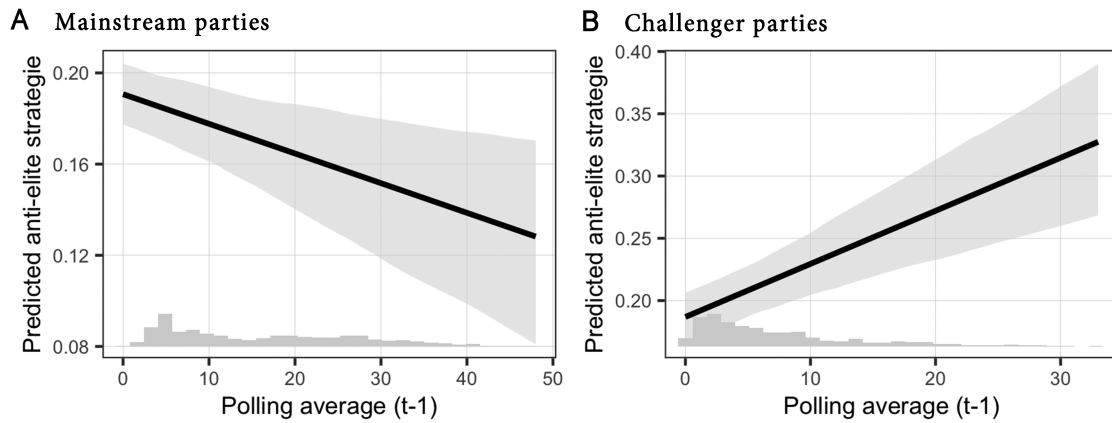 A Mainstream parties
Predicted anti-elite strategie
0.20
0.16
0.12
0.08
0 10 20 30 40 50
Polling average (t-1)
B Challenger parties
Predicted anti-elite strategie
0.40
0.35
0.30
0.25
0.20
0 10 20 30
Polling average (t-1)